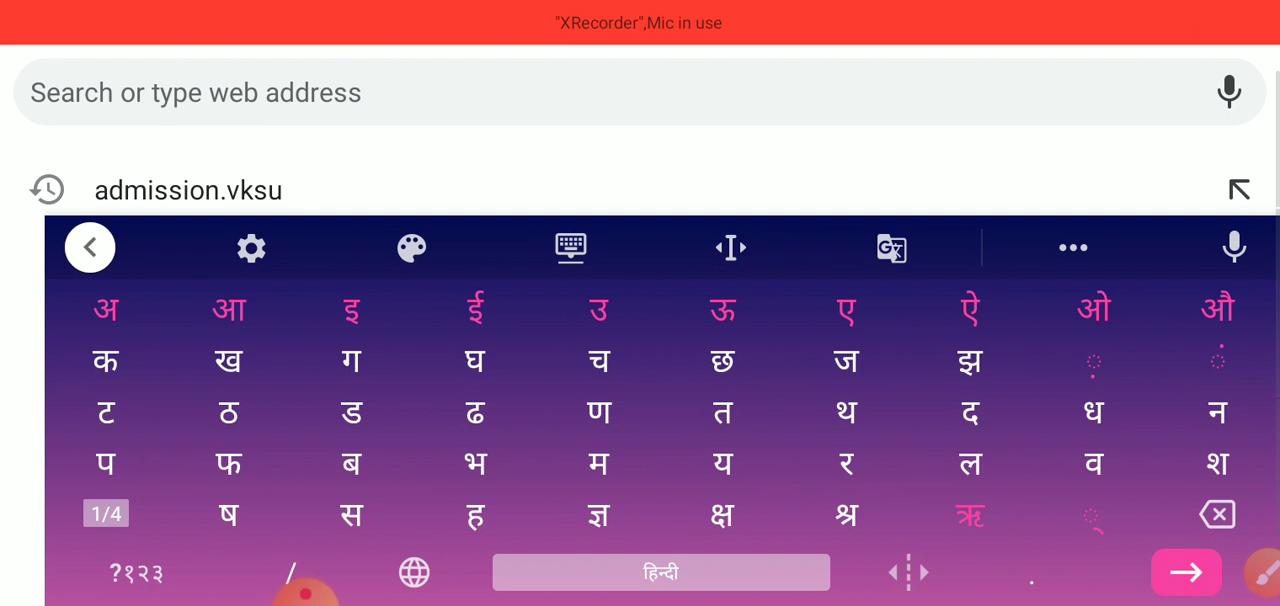 "XRecorder",Mic in use
Search or type web address
admission.vksu
अ आ इ ई उ ऊ ए ऐ ओ औ
क ख ग घ च छ ज झ ़ ं
ट ठ ड ढ ण त थ द ध न
प फ ब भ म य र ल व श
1/4 ष स ह ज्ञ क्ष श्र ऋ ्
?१२३ / हिन्दी .